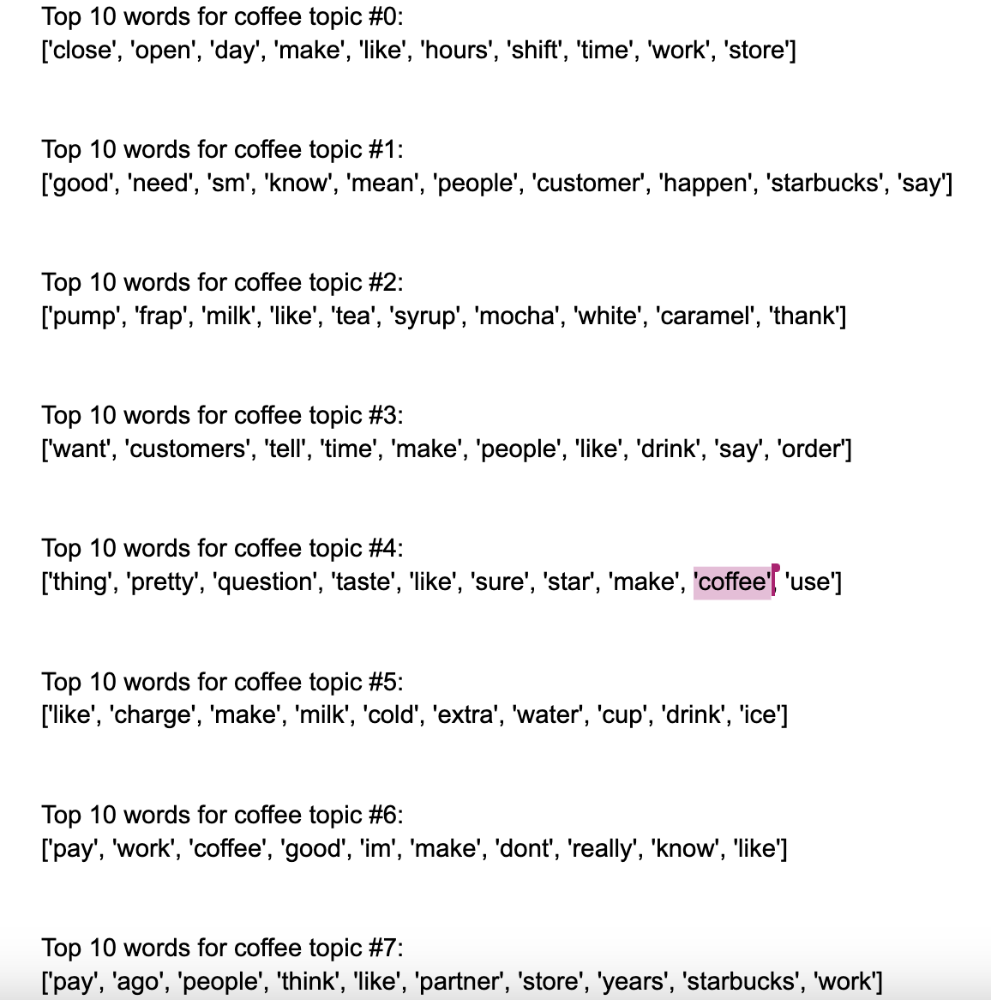 Top 10 words for coffee topic #0:
['close', 'open', 'day', 'make', 'like', 'hours', 'shift', 'time', 'work', 'store']
Top 10 words for coffee topic #1:
['good', 'need', 'sm', 'know', 'mean', 'people', 'customer', 'happen', 'starbucks', 'say']
Top 10 words for coffee topic #2:
['pump', 'frap', 'milk', 'like', 'tea', 'syrup', 'mocha', 'white', 'caramel', 'thank']
Top 10 words for coffee topic #3:
['want', 'customers', 'tell', 'time', 'make', 'people', 'like', 'drink', 'say', 'order']
Top 10 words for coffee topic #4:
['thing', 'pretty', 'question', 'taste', 'like', 'sure', 'star', 'make', 'coffee', 'use']
Top 10 words for coffee topic #5:
['like', 'charge', 'make', 'milk', 'cold', 'extra', 'water', 'cup', 'drink', 'ice']
Top 10 words for coffee topic #6:
['pay', 'work', 'coffee', 'good', 'im', 'make', 'dont', 'really', 'know', 'like']
Top 10 words for coffee topic #7:
['pay', 'ago', 'people', 'think', 'like', 'partner', 'store', 'years', 'starbucks', 'work']